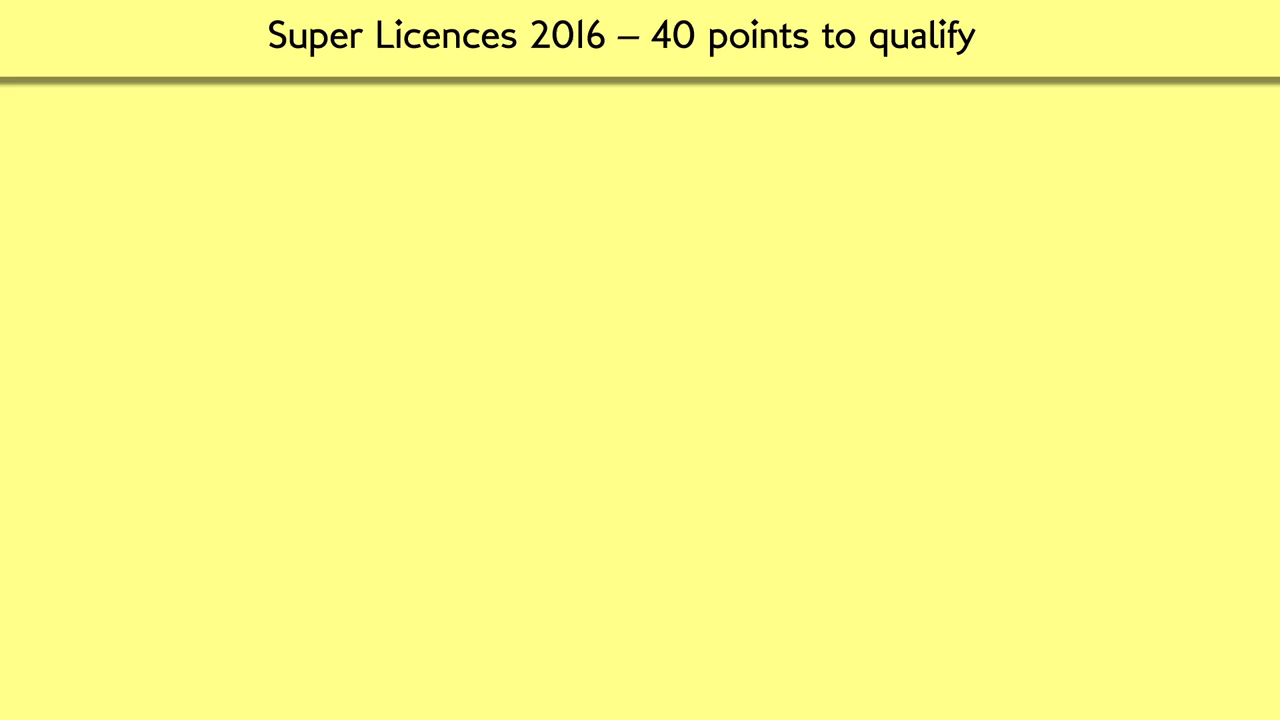 Super Licences 2016 – 40 points to qualify